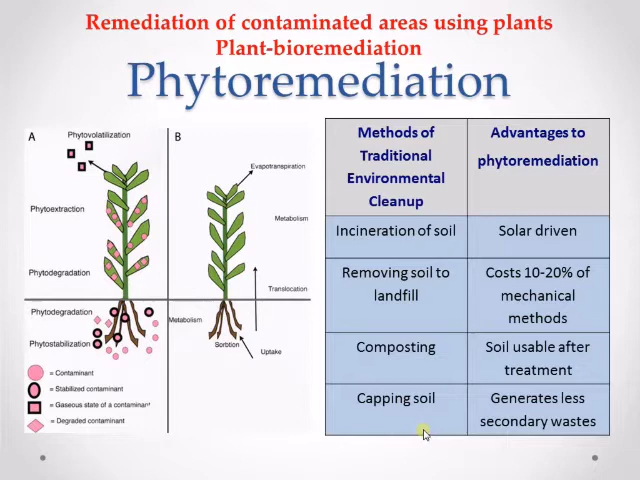 Remediation of contaminated areas using plants
Plant-bioremediation
Phytoremediation
A
Phytovolatilization
Phytoextraction
Phytodegradation
Phytodegradation
Phytostabilization
= Contaminant
= Stabilized contaminant
= Gaseous state of a contaminant
= Degraded contaminant
B
Evapotranspiration
Metabolism
Translocation
Metabolism
Sorbtion
Uptake
Methods of
Traditional
Environmental
Cleanup
Advantages to
phytoremediation
Incineration of soil
Solar driven
Removing soil to
landfill
Costs 10-20% of
mechanical
methods
Composting
Soil usable after
treatment
Capping soil
Generates less
secondary wastes